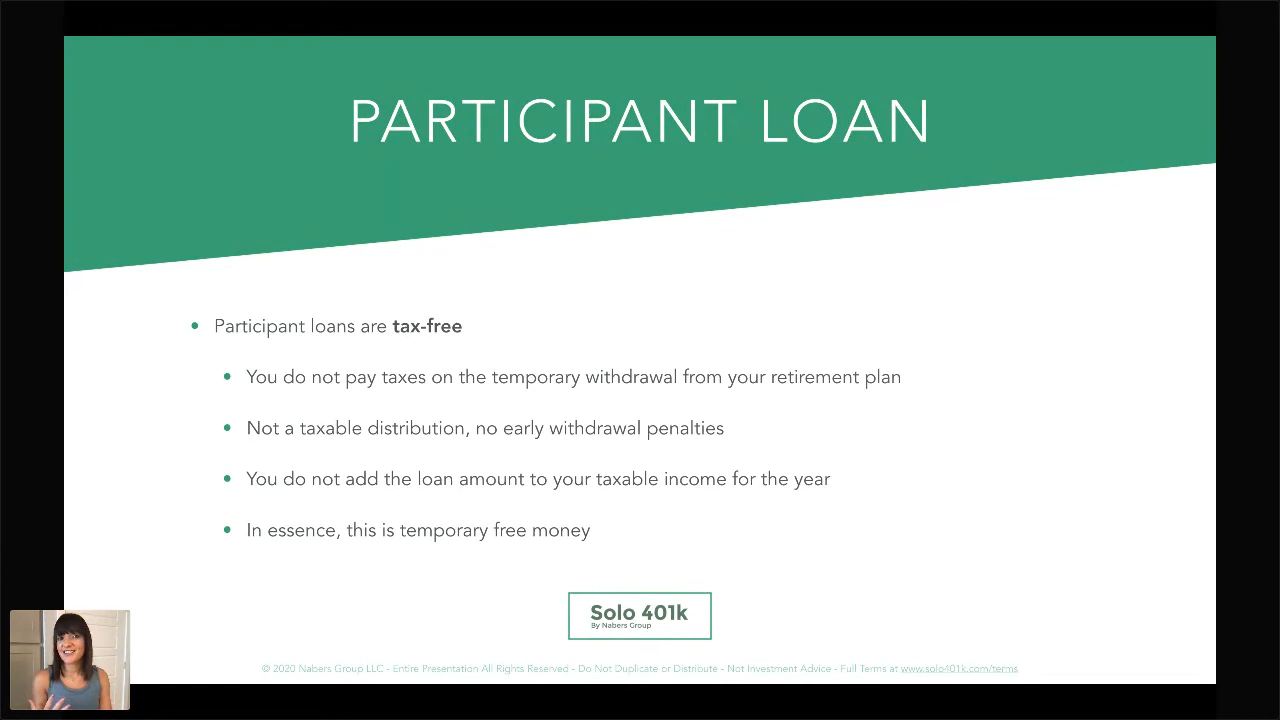 PARTICIPANT LOAN
• Participant loans are tax-free
• You do not pay taxes on the temporary withdrawal from your retirement plan
• Not a taxable distribution, no early withdrawal penalties
• You do not add the loan amount to your taxable income for the year
• In essence, this is temporary free money
Solo 401k
By Nabers Group
© 2020 Nabers Group LLC - Entire Presentation All Rights Reserved - Do Not Duplicate or Distribute - Not Investment Advice - Full Terms at www.solo401k.com/terms